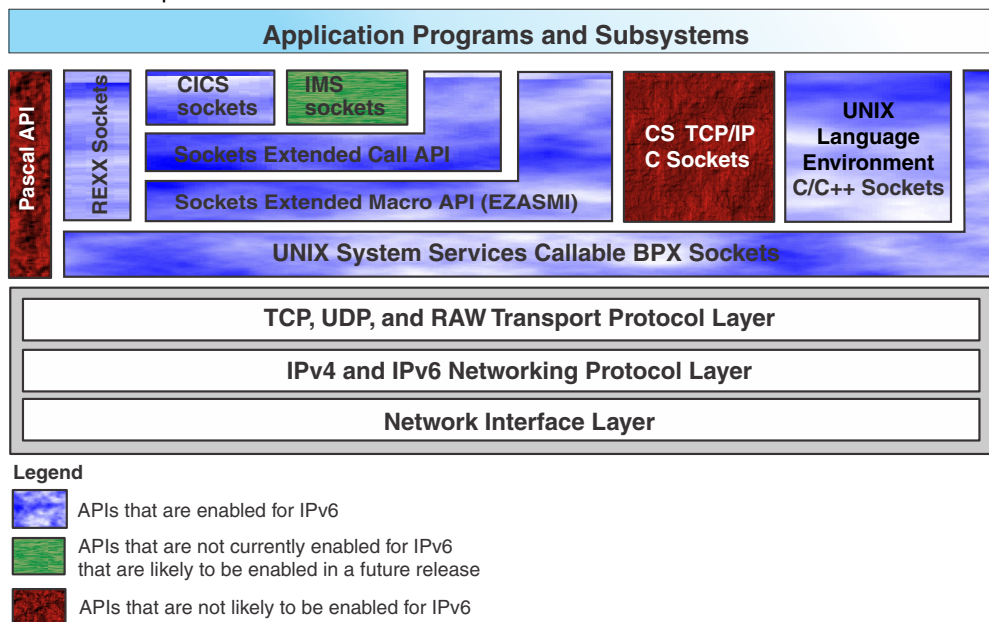 Application Programs and Subsystems
Pascal API
REXX Sockets
CICS
sockets
IMS
sockets
Sockets Extended Call API
Sockets Extended Macro API (EZASMI)
CS TCP/IP
C Sockets
UNIX
Language
Environment
C/C++ Sockets
UNIX System Services Callable BPX Sockets
TCP, UDP, and RAW Transport Protocol Layer
IPv4 and IPv6 Networking Protocol Layer
Network Interface Layer
Legend
APIs that are enabled for IPv6
APIs that are not currently enabled for IPv6
that are likely to be enabled in a future release
APIs that are not likely to be enabled for IPv6